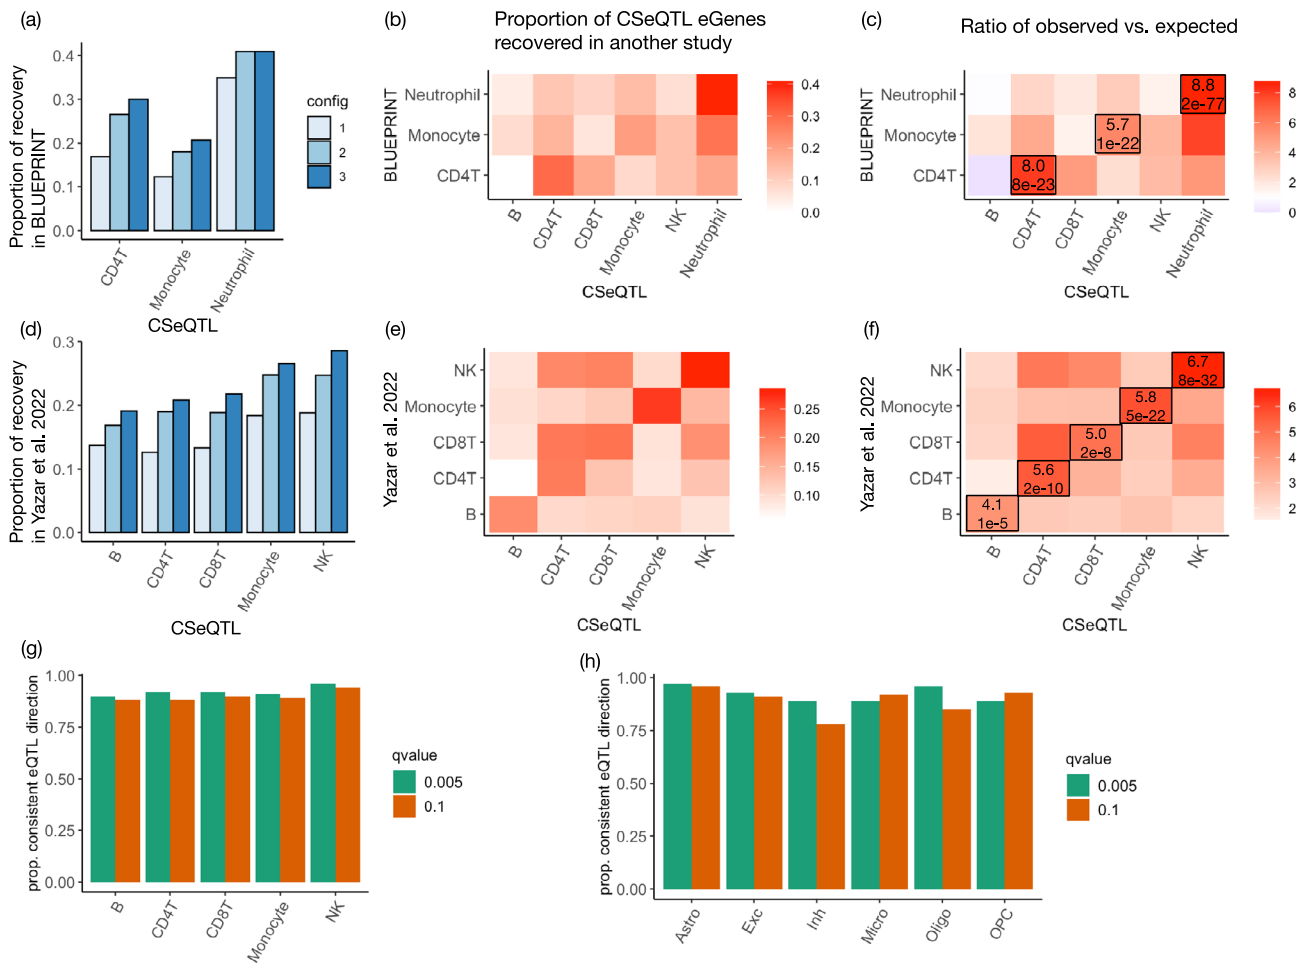 (a)
Proportion of recovery
in BLUEPRINT
0.4
0.3
0.2
0.1
0.0
CD4T
Monocyte
Neutrophil
CSeQTL
config
1
2
3
(b)
Proportion of CSeQTL eGenes
recovered in another study
BLUEPRINT
Neutrophil
Monocyte
CD4T
B
CD4T
CD8T
Monocyte
NK
Neutrophil
CSeQTL
0.4
0.3
0.2
0.1
0.0
(c)
Ratio of observed vs. expected
BLUEPRINT
Neutrophil
Monocyte
CD4T
8.8
2e-77
5.7
1e-22
8.0
8e-23
B
CD4T
CD8T
Monocyte
NK
Neutrophil
CSeQTL
8
6
4
2
0
(d)
Proportion of recovery
in Yazar et al. 2022
0.3
0.2
0.1
0.0
B
CD4T
CD8T
Monocyte
NK
CSeQTL
(e)
Yazar et al. 2022
NK
Monocyte
CD8T
CD4T
B
B
CD4T
CD8T
Monocyte
NK
CSeQTL
0.25
0.20
0.15
0.10
(f)
Yazar et al. 2022
NK
Monocyte
CD8T
CD4T
B
6.7
8e-32
5.8
5e-22
5.0
2e-8
5.6
2e-10
4.1
1e-5
B
CD4T
CD8T
Monocyte
NK
CSeQTL
6
5
4
3
2
(g)
prop. consistent eQTL direction
1.00
0.75
0.50
0.25
0.00
B
CD4T
CD8T
Monocyte
NK
qvalue
0.005
0.1
(h)
prop. consistent eQTL direction
1.00
0.75
0.50
0.25
0.00
Astro
Exc
Inh
Micro
Oligo
OPC
qvalue
0.005
0.1